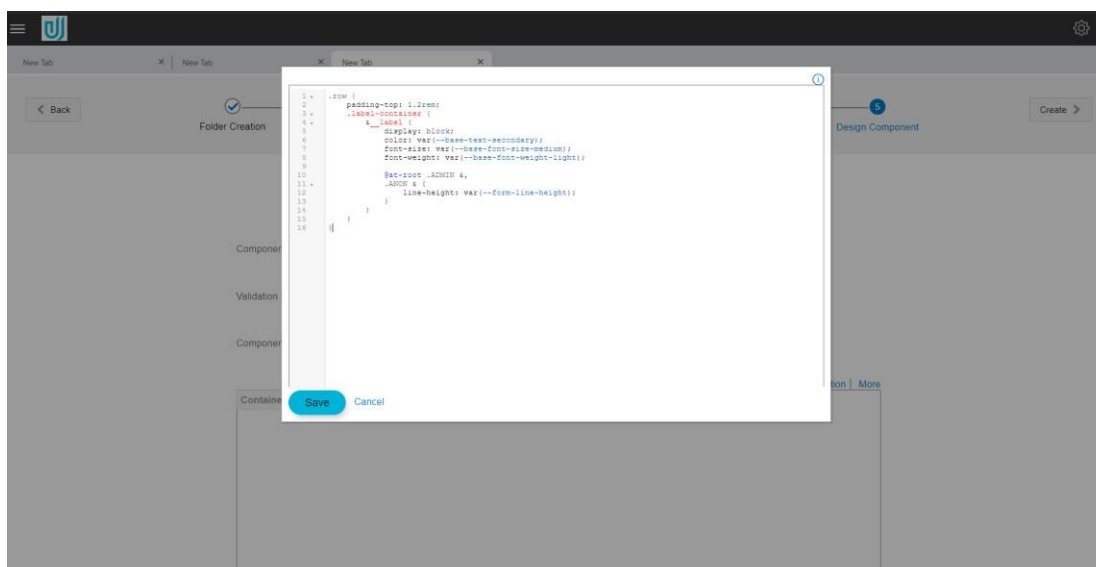 New Tab × New Tab × New Tab ×
< Back
Folder Creation
5
Design Component
Create >
1 .row {
2 padding-top: 1.2rem;
3 .label-container {
4 &__label {
5 display: block;
6 color: var(--base-text-secondary);
7 font-size: var(--base-font-size-medium);
8 font-weight: var(--base-font-weight-light);
9
10 @at-root .ADMIN &,
11 .ANON & {
12 line-height: var(--form-line-height);
13 }
14 }
15 }
16 }
Componen
Validation
Componen
tion | More
Containe
Save Cancel